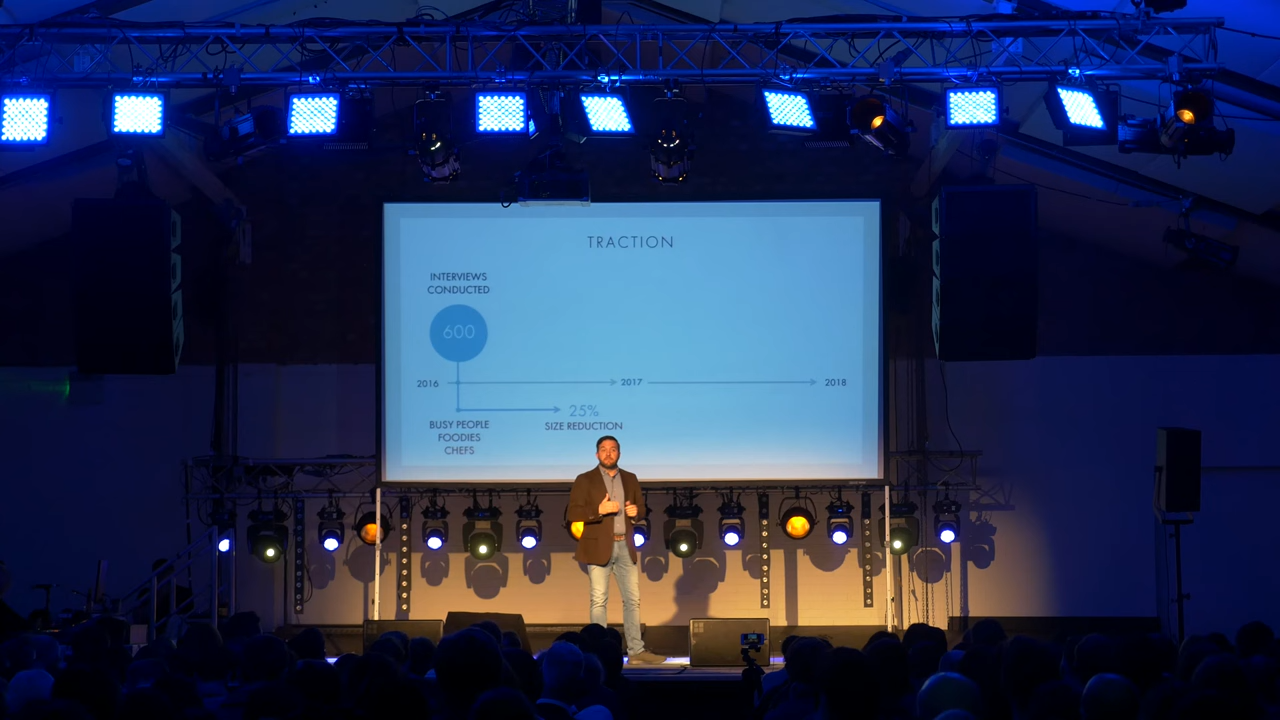 TRACTION
INTERVIEWS
CONDUCTED
600
2016
2017
2018
25%
SIZE REDUCTION
BUSY PEOPLE
FOODIES
CHEFS